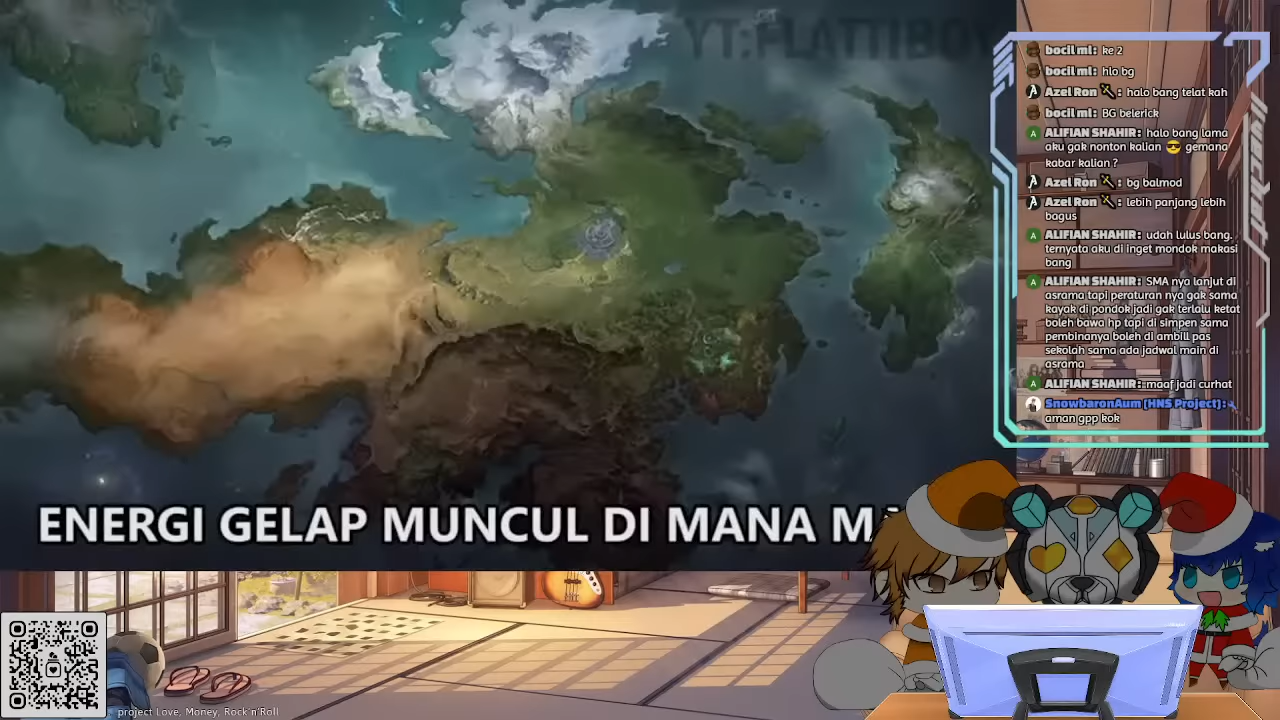 YT:FLATTIBOY
bocil ml: ke 2
bocil ml: hlo bg
Azel Ron : halo bang telat kah
bocil ml: BG belerick
ALIFIAN SHAHIR: halo bang lama
aku gak nonton kalian 😎 gemana
kabar kalian ?
Azel Ron : bg balmod
Azel Ron : lebih panjang lebih
bagus
ALIFIAN SHAHIR: udah lulus bang.
ternyata aku di inget mondok makasi
bang
ALIFIAN SHAHIR: SMA nya lanjut di
asrama tapi peraturan nya gak sama
kayak di pondok jadi gak terlalu ketat
boleh bawa hp tapi di simpen sama
pembinanya boleh di ambill pas
sekolah sama ada jadwal main di
asrama
ALIFIAN SHAHIR: maaf jadi curhat
SnowbaronAum [HNS Project]:
aman gpp kok
ENERGI GELAP MUNCUL DI MANA MA
project Love, Money, Rock'n'Roll